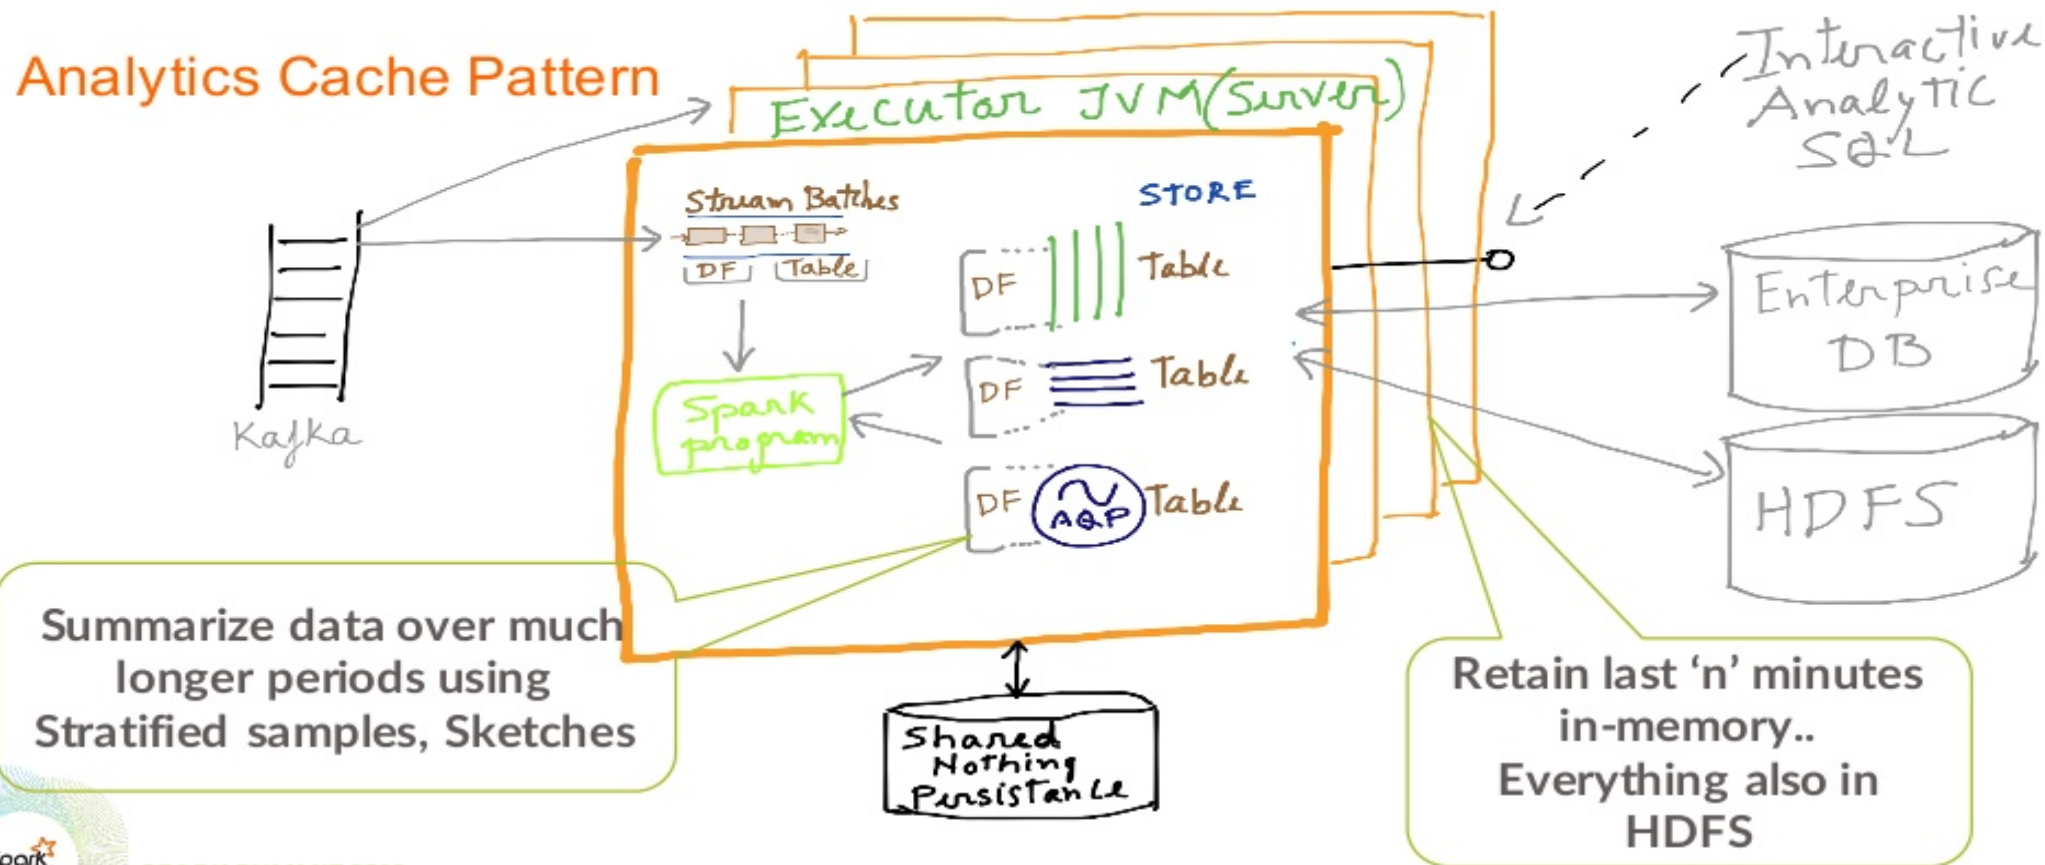 Analytics Cache Pattern
Executor JVM (Server)
Interactive
Analytic
SQL
Stream Batches
DF
Table
STORE
DF
Table
DF
Table
DF
AQP
Table
Spark
program
Kafka
Enterprise
DB
HDFS
Summarize data over much
longer periods using
Stratified samples, Sketches
Shared
Nothing
Persistance
Retain last ‘n’ minutes
in-memory..
Everything also in
HDFS